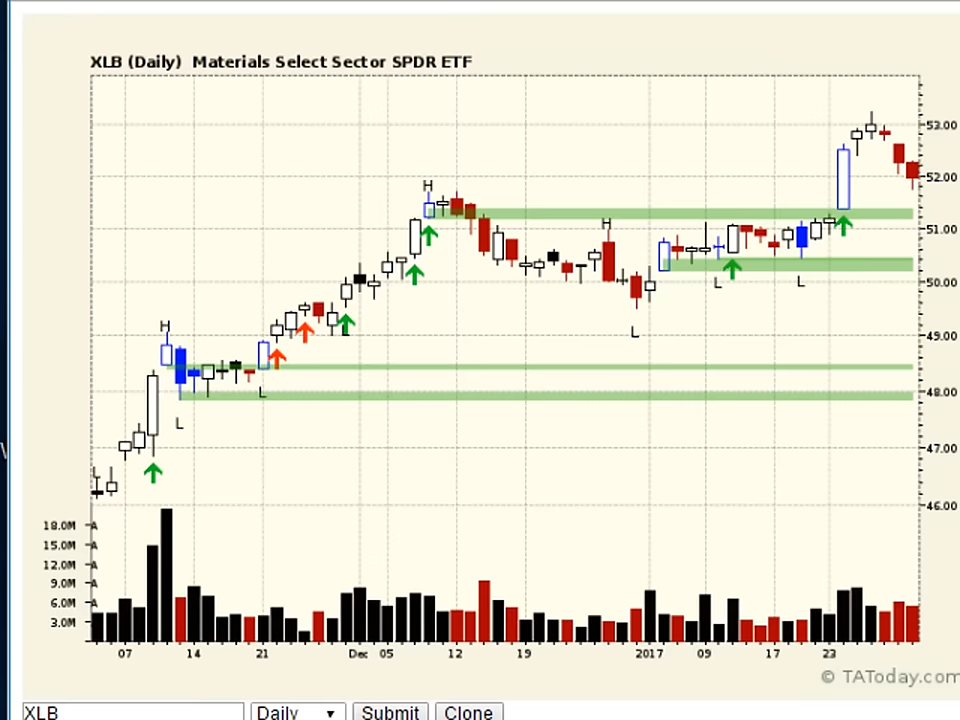 XLB (Daily)  Materials Select Sector SPDR ETF
53.00
H
52.00
H
51.00
L
L
50.00
L
49.00
H
L
L
48.00
L
47.00
L
46.00
18.0M A
15.0M A
12.0M A
9.0M A
6.0M A
3.0M
07 14 21 Dec 05 12 19 2017 09 17 23
© TAToday.com
XLB Daily ▼ Submit Clone